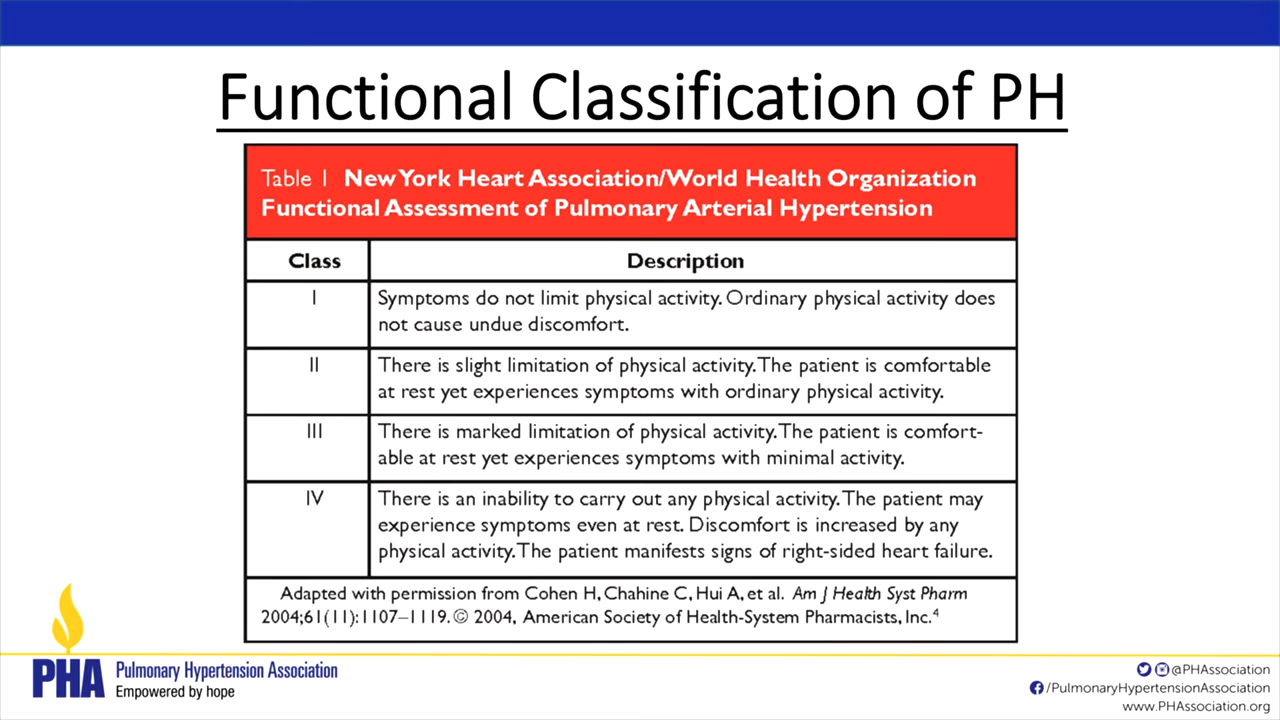 Functional Classification of PH
Table 1 New York Heart Association/World Health Organization
Functional Assessment of Pulmonary Arterial Hypertension
Class Description
I Symptoms do not limit physical activity. Ordinary physical activity does
not cause undue discomfort.
II There is slight limitation of physical activity. The patient is comfortable
at rest yet experiences symptoms with ordinary physical activity.
III There is marked limitation of physical activity. The patient is comfort-
able at rest yet experiences symptoms with minimal activity.
IV There is an inability to carry out any physical activity. The patient may
experience symptoms even at rest. Discomfort is increased by any
physical activity. The patient manifests signs of right-sided heart failure.
Adapted with permission from Cohen H, Chahine C, Hui A, et al. Am J Health Syst Pharm
2004;61(11):1107–1119. © 2004, American Society of Health-System Pharmacists, Inc.⁴
PHA Pulmonary Hypertension Association
Empowered by hope
@PHAssociation
/PulmonaryHypertensionAssociation
www.PHAssociation.org